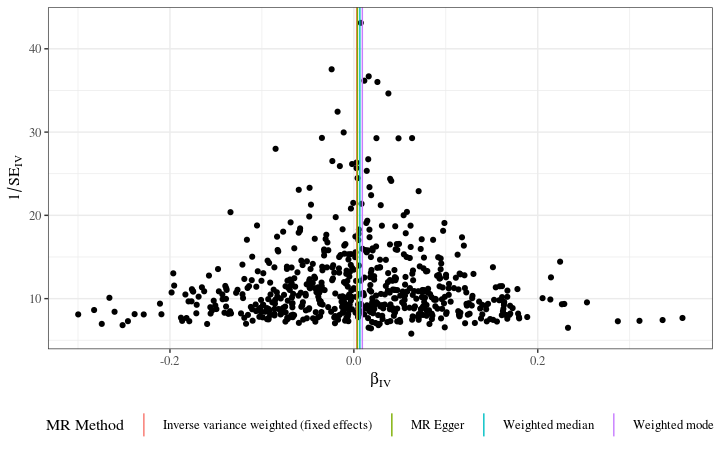 40
30
20
10
1/SE_IV
-0.2
0.0
0.2
β_IV
MR Method
Inverse variance weighted (fixed effects)
MR Egger
Weighted median
Weighted mode